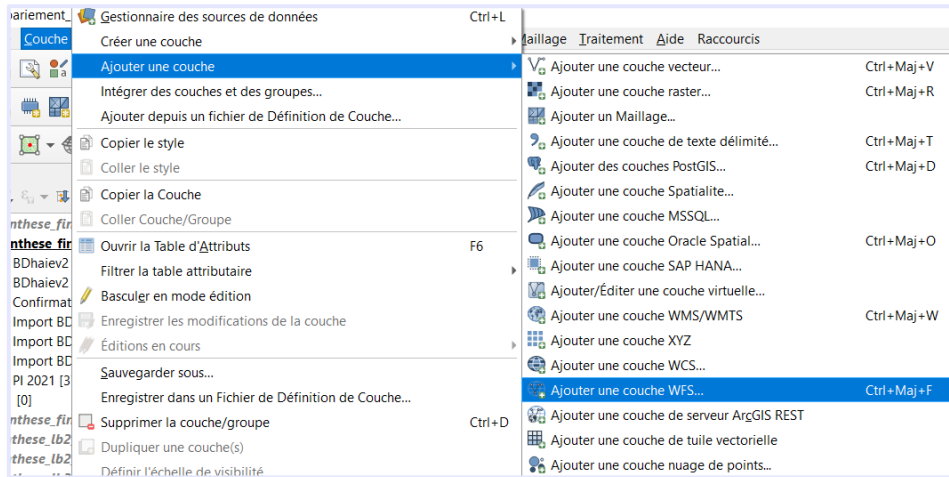 ariement_
Couche
Gestionnaire des sources de données Ctrl+L
Créer une couche
Ajouter une couche
Intégrer des couches et des groupes...
Ajouter depuis un fichier de Définition de Couche...
Copier le style
Coller le style
Copier la Couche
Coller Couche/Groupe
Ouvrir la Table d'Attributs F6
Filtrer la table attributaire
Basculer en mode édition
Enregistrer les modifications de la couche
Éditions en cours
Sauvegarder sous...
Enregistrer dans un Fichier de Définition de Couche...
Supprimer la couche/groupe Ctrl+D
Dupliquer une couche(s)
Définir l'échelle de visibilité
Maillage Traitement Aide Raccourcis
Ajouter une couche vecteur... Ctrl+Maj+V
Ajouter une couche raster... Ctrl+Maj+R
Ajouter un Maillage...
Ajouter une couche de texte délimité... Ctrl+Maj+T
Ajouter des couches PostGIS... Ctrl+Maj+D
Ajouter une couche Spatialite...
Ajouter une couche MSSQL...
Ajouter une couche Oracle Spatial... Ctrl+Maj+O
Ajouter une couche SAP HANA...
Ajouter/Éditer une couche virtuelle...
Ajouter une couche WMS/WMTS Ctrl+Maj+W
Ajouter une couche XYZ
Ajouter une couche WCS...
Ajouter une couche WFS... Ctrl+Maj+F
Ajouter une couche de serveur ArcGIS REST
Ajouter une couche de tuile vectorielle
Ajouter une couche nuage de points...
nthese_fir
nthese_fir
BDhaiev2
BDhaiev2
Confirmat
Import BD
Import BD
Import BD
PI 2021 [3
[0]
nthese_fir
these_lb2
these_lb2